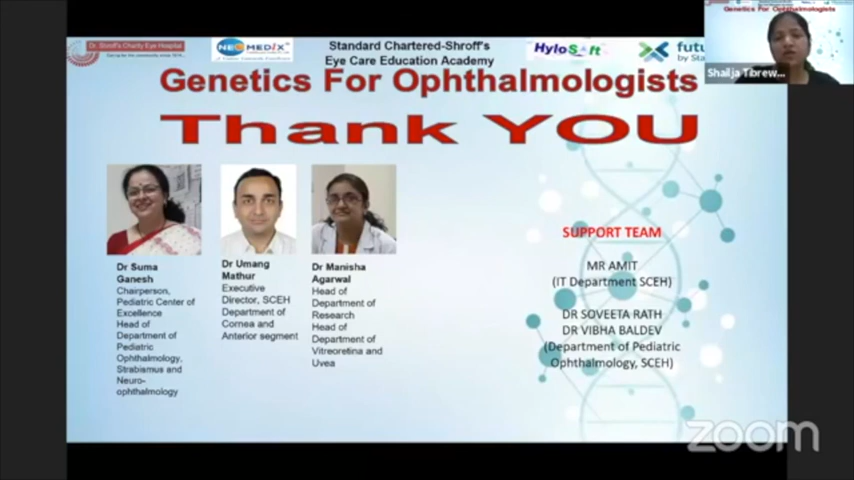 Dr. Shroff's Charity Eye Hospital
NEOMEDIX
Standard Chartered-Shroff's
Eye Care Education Academy
HYLOSOFT
futu
by Sta
Genetics For Ophthalmologists
Thank YOU
Genetics For Ophthalmologists
Shailja Tibrew...
Dr Suma
Ganesh
Chairperson,
Pediatric Center of
Excellence
Head of
Department of
Pediatric
Ophthalmology,
Strabismus and
Neuro-
ophthalmology
Dr Umang
Mathur
Executive
Director, SCEH
Department of
Cornea and
Anterior segment
Dr Manisha
Agarwal
Head of
Department of
Research
Head of
Department of
Vitreoretina and
Uvea
SUPPORT TEAM
MR AMIT
(IT Department SCEH)
DR SOVEETA RATH
DR VIBHA BALDEV
(Department of Pediatric
Ophthalmology, SCEH)
zoom